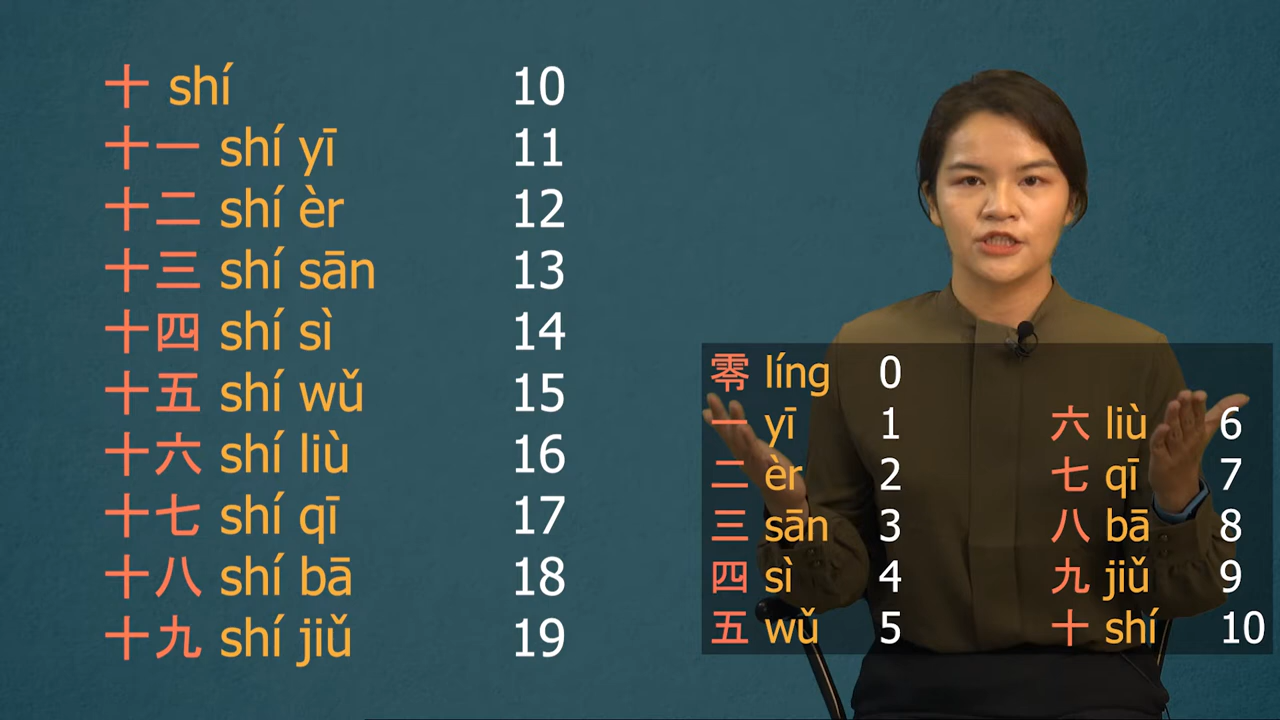 十 shí 10
十一 shí yī 11
十二 shí èr 12
十三 shí sān 13
十四 shí sì 14
十五 shí wǔ 15
十六 shí liù 16
十七 shí qī 17
十八 shí bā 18
十九 shí jiǔ 19
零 líng 0
一 yī 1 六 liù 6
二 èr 2 七 qī 7
三 sān 3 八 bā 8
四 sì 4 九 jiǔ 9
五 wǔ 5 十 shí 10